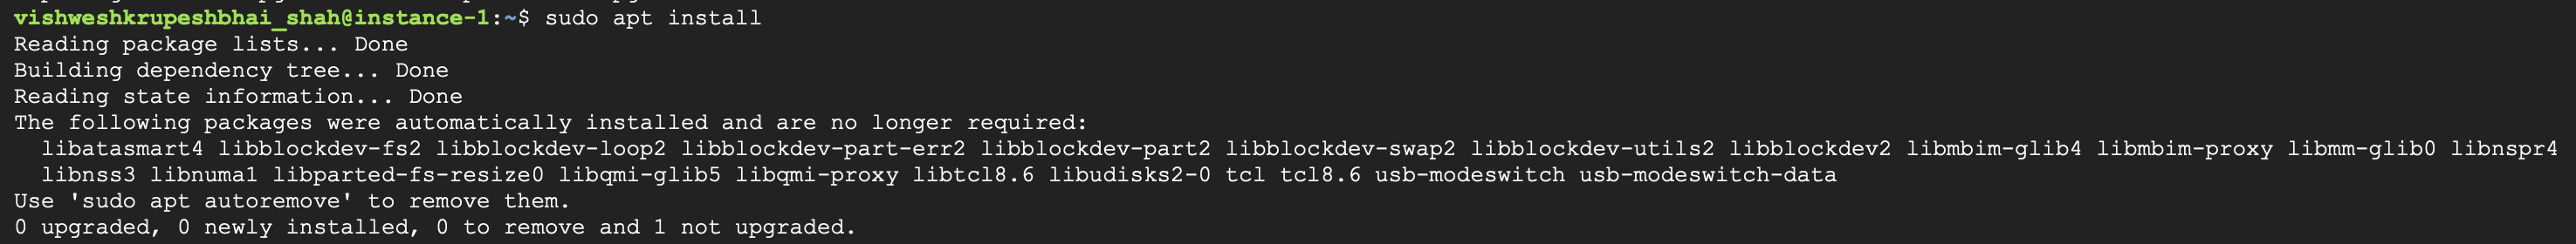 vishweshkrupeshbhai_shah@instance-1:~$ sudo apt install
Reading package lists... Done
Building dependency tree... Done
Reading state information... Done
The following packages were automatically installed and are no longer required:
  libatasmart4 libblockdev-fs2 libblockdev-loop2 libblockdev-part-err2 libblockdev-part2 libblockdev-swap2 libblockdev-utils2 libblockdev2 libmbim-glib4 libmbim-proxy libmm-glib0 libnspr4
  libnss3 libnuma1 libparted-fs-resize0 libqmi-glib5 libqmi-proxy libtcl8.6 libudisks2-0 tcl tcl8.6 usb-modeswitch usb-modeswitch-data
Use 'sudo apt autoremove' to remove them.
0 upgraded, 0 newly installed, 0 to remove and 1 not upgraded.